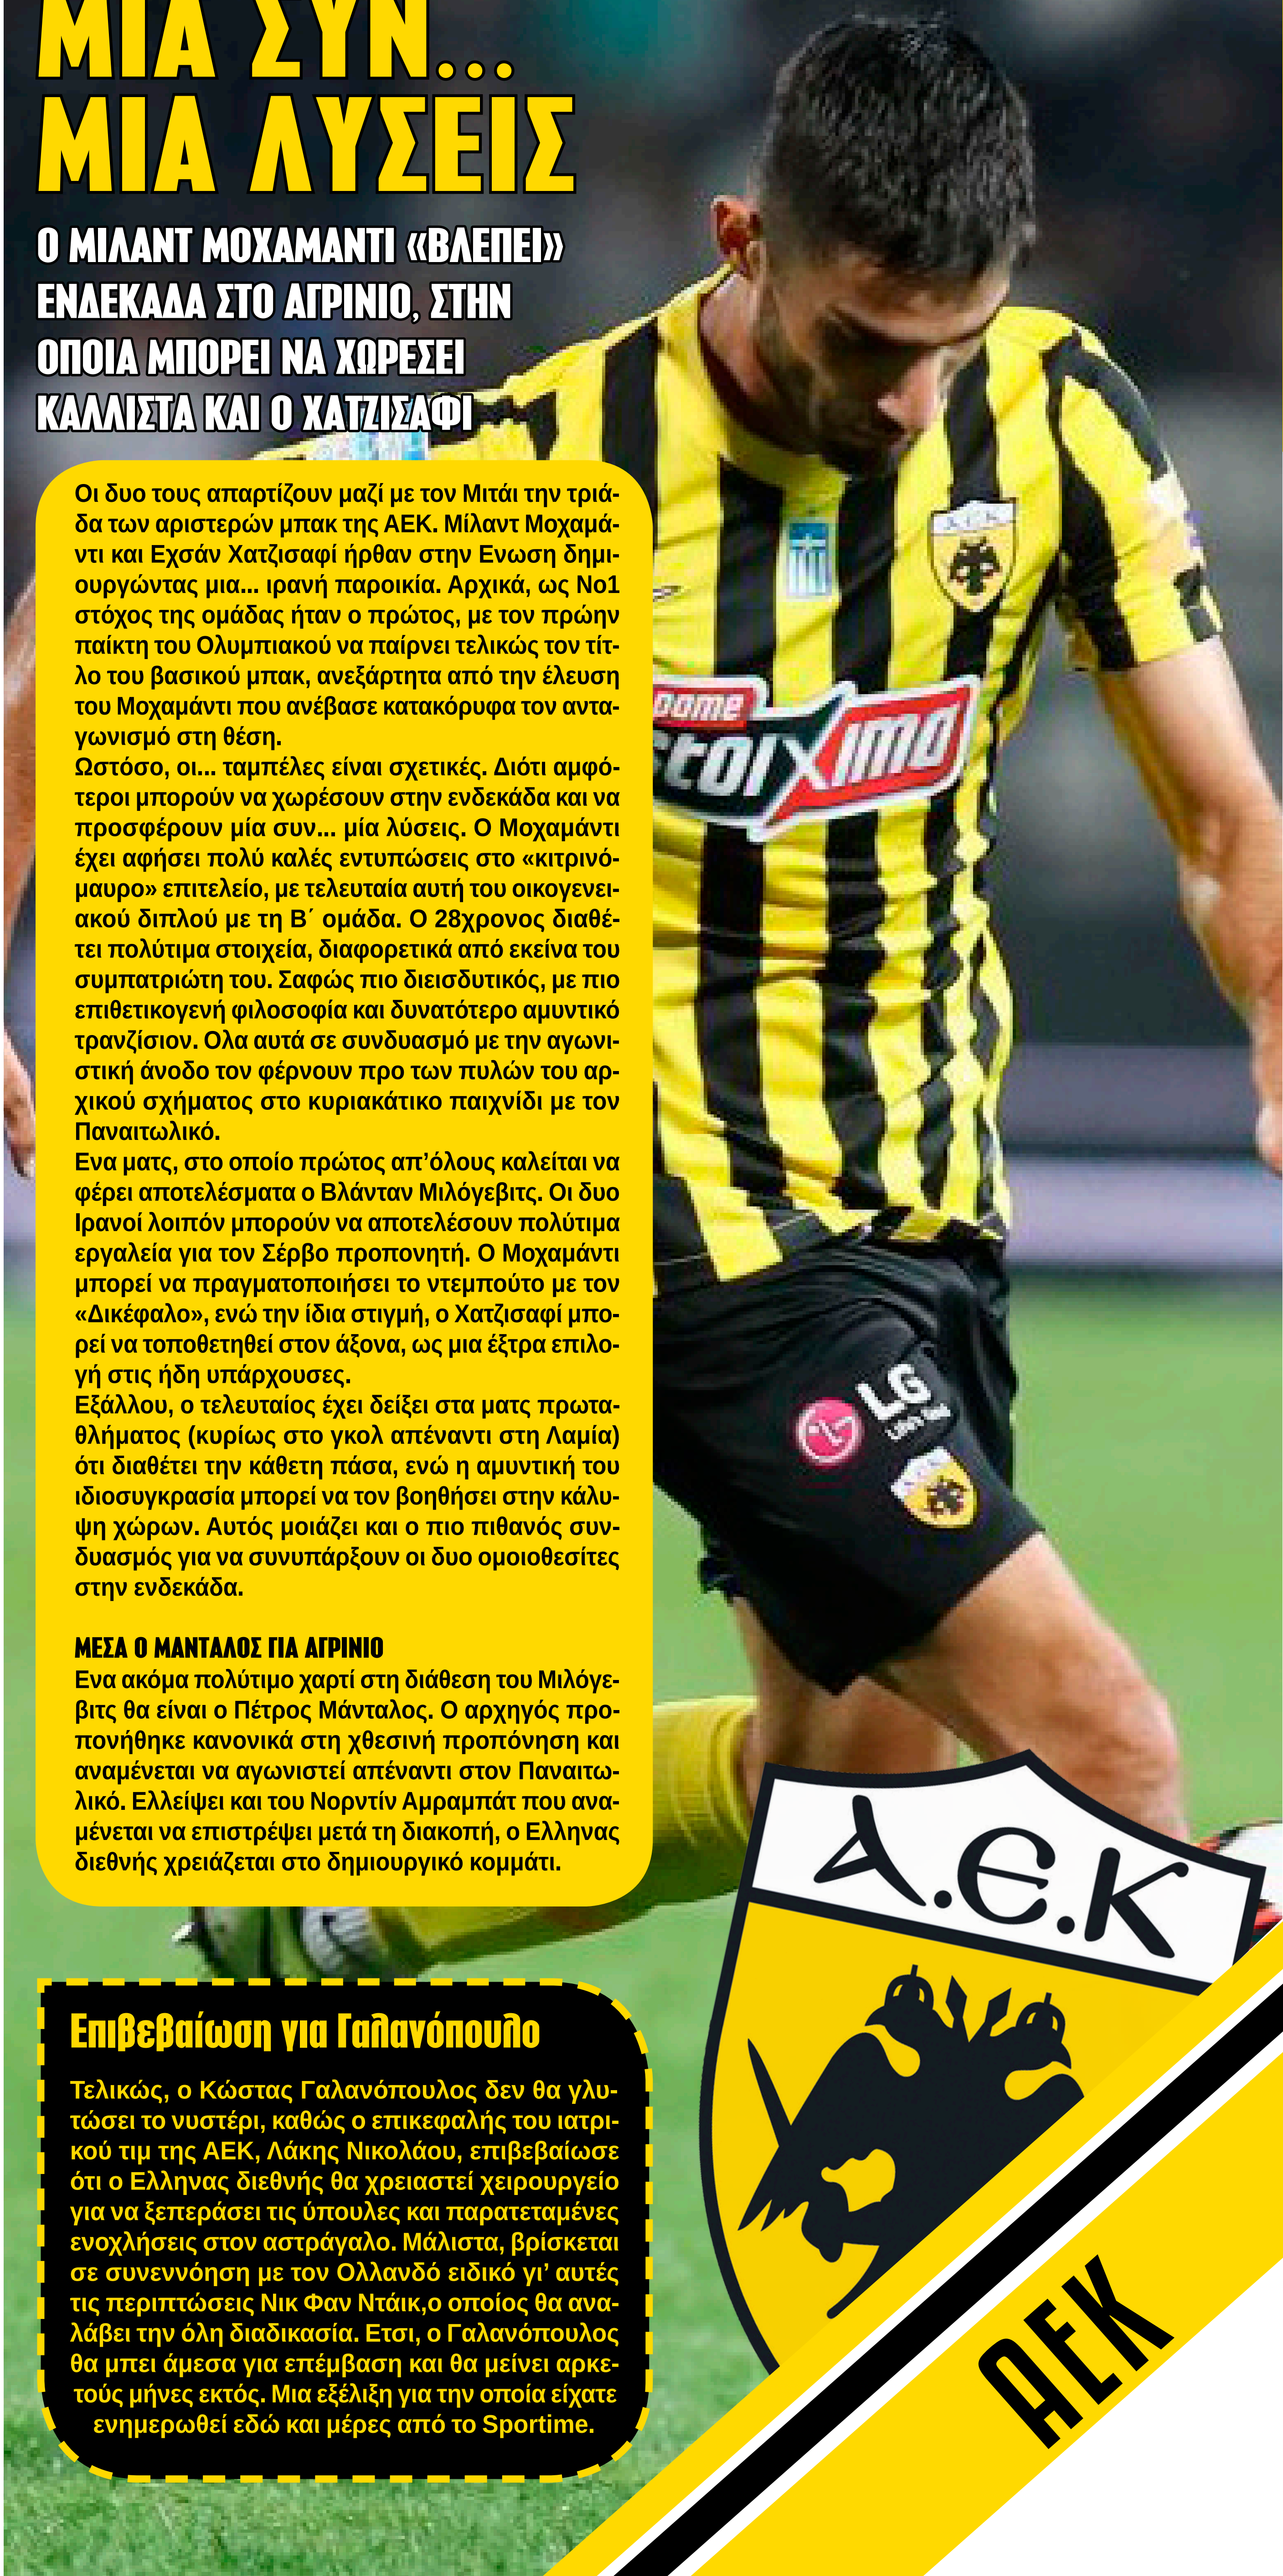 ΜΙΑ ΣΥΝ...
ΜΙΑ ΛΥΣΕΙΣ
Ο ΜΙΛΑΝΤ ΜΟΧΑΜΑΝΤΙ «ΒΛΕΠΕΙ»
ΕΝΔΕΚΑΔΑ ΣΤΟ ΑΓΡΙΝΙΟ, ΣΤΗΝ
ΟΠΟΙΑ ΜΠΟΡΕΙ ΝΑ ΧΩΡΕΣΕΙ
ΚΑΛΛΙΣΤΑ ΚΑΙ Ο ΧΑΤΖΙΣΑΦΙ
Οι δυο τους απαρτίζουν μαζί με τον Μιτάι την τριά-
δα των αριστερών μπακ της ΑΕΚ. Μίλαντ Μοχαμά-
ντι και Εχσάν Χατζισαφί ήρθαν στην Ενωση δημι-
ουργώντας μια... ιρανή παροικία. Αρχικά, ως Νο1
στόχος της ομάδας ήταν ο πρώτος, με τον πρώην
παίκτη του Ολυμπιακού να παίρνει τελικώς τον τίτ-
λο του βασικού μπακ, ανεξάρτητα από την έλευση
του Μοχαμάντι που ανέβασε κατακόρυφα τον αντα-
γωνισμό στη θέση.
Ωστόσο, οι... ταμπέλες είναι σχετικές. Διότι αμφό-
τεροι μπορούν να χωρέσουν στην ενδεκάδα και να
προσφέρουν μία συν... μία λύσεις. Ο Μοχαμάντι
έχει αφήσει πολύ καλές εντυπώσεις στο «κιτρινό-
μαυρο» επιτελείο, με τελευταία αυτή του οικογενει-
ακού διπλού με τη Β΄ ομάδα. Ο 28χρονος διαθέ-
τει πολύτιμα στοιχεία, διαφορετικά από εκείνα του
συμπατριώτη του. Σαφώς πιο διεισδυτικός, με πιο
επιθετικογενή φιλοσοφία και δυνατότερο αμυντικό
τρανζίσιον. Ολα αυτά σε συνδυασμό με την αγωνι-
στική άνοδο τον φέρνουν προ των πυλών του αρ-
χικού σχήματος στο κυριακάτικο παιχνίδι με τον
Παναιτωλικό.
Ενα ματς, στο οποίο πρώτος απ’όλους καλείται να
φέρει αποτελέσματα ο Βλάνταν Μιλόγεβιτς. Οι δυο
Ιρανοί λοιπόν μπορούν να αποτελέσουν πολύτιμα
εργαλεία για τον Σέρβο προπονητή. Ο Μοχαμάντι
μπορεί να πραγματοποιήσει το ντεμπούτο με τον
«Δικέφαλο», ενώ την ίδια στιγμή, ο Χατζισαφί μπο-
ρεί να τοποθετηθεί στον άξονα, ως μια έξτρα επιλο-
γή στις ήδη υπάρχουσες.
Εξάλλου, ο τελευταίος έχει δείξει στα ματς πρωτα-
θλήματος (κυρίως στο γκολ απέναντι στη Λαμία)
ότι διαθέτει την κάθετη πάσα, ενώ η αμυντική του
ιδιοσυγκρασία μπορεί να τον βοηθήσει στην κάλυ-
ψη χώρων. Αυτός μοιάζει και ο πιο πιθανός συν-
δυασμός για να συνυπάρξουν οι δυο ομοιοθεσίτες
στην ενδεκάδα.
ΜΕΣΑ Ο ΜΑΝΤΑΛΟΣ ΓΙΑ ΑΓΡΙΝΙΟ
Ενα ακόμα πολύτιμο χαρτί στη διάθεση του Μιλόγε-
βιτς θα είναι ο Πέτρος Μάνταλος. Ο αρχηγός προ-
πονήθηκε κανονικά στη χθεσινή προπόνηση και
αναμένεται να αγωνιστεί απέναντι στον Παναιτω-
λικό. Ελλείψει και του Νορντίν Αμραμπάτ που ανα-
μένεται να επιστρέψει μετά τη διακοπή, ο Ελληνας
διεθνής χρειάζεται στο δημιουργικό κομμάτι.
Επιβεβαίωση για Γαλανόπουλο
Τελικώς, ο Κώστας Γαλανόπουλος δεν θα γλυ-
τώσει το νυστέρι, καθώς ο επικεφαλής του ιατρι-
κού τιμ της ΑΕΚ, Λάκης Νικολάου, επιβεβαίωσε
ότι ο Ελληνας διεθνής θα χρειαστεί χειρουργείο
για να ξεπεράσει τις ύπουλες και παρατεταμένες
ενοχλήσεις στον αστράγαλο. Μάλιστα, βρίσκεται
σε συνεννόηση με τον Ολλανδό ειδικό γι’ αυτές
τις περιπτώσεις Νικ Φαν Ντάικ,ο οποίος θα ανα-
λάβει την όλη διαδικασία. Ετσι, ο Γαλανόπουλος
θα μπει άμεσα για επέμβαση και θα μείνει αρκε-
τούς μήνες εκτός. Μια εξέλιξη για την οποία είχατε
ενημερωθεί εδώ και μέρες από το Sportime.
Α.Ε.Κ
ΑΕΚ
Α Ε Κ
pame
stoiXima
LG